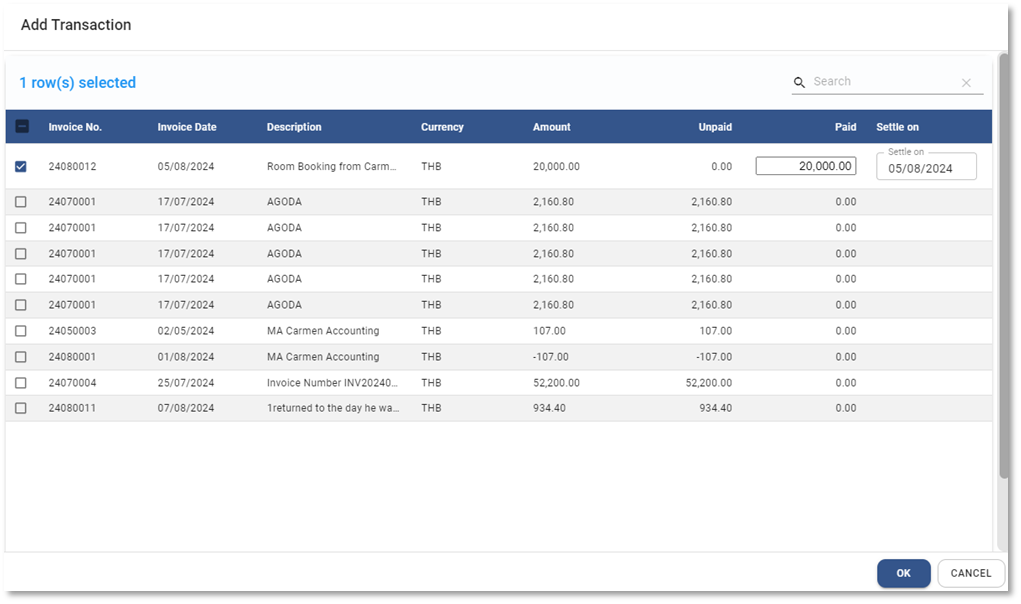 Add Transaction
1 row(s) selected
Search
Invoice No. Invoice Date Description Currency Amount Unpaid Paid Settle on
Settle on
24080012 05/08/2024 Room Booking from Carm... THB 20,000.00 0.00 20,000.00 05/08/2024
24070001 17/07/2024 AGODA THB 2,160.80 2,160.80 0.00
24070001 17/07/2024 AGODA THB 2,160.80 2,160.80 0.00
24070001 17/07/2024 AGODA THB 2,160.80 2,160.80 0.00
24070001 17/07/2024 AGODA THB 2,160.80 2,160.80 0.00
24070001 17/07/2024 AGODA THB 2,160.80 2,160.80 0.00
24050003 02/05/2024 MA Carmen Accounting THB 107.00 107.00 0.00
24080001 01/08/2024 MA Carmen Accounting THB -107.00 -107.00 0.00
24070004 25/07/2024 Invoice Number INV20240... THB 52,200.00 52,200.00 0.00
24080011 07/08/2024 1returned to the day he wa... THB 934.40 934.40 0.00
OK CANCEL